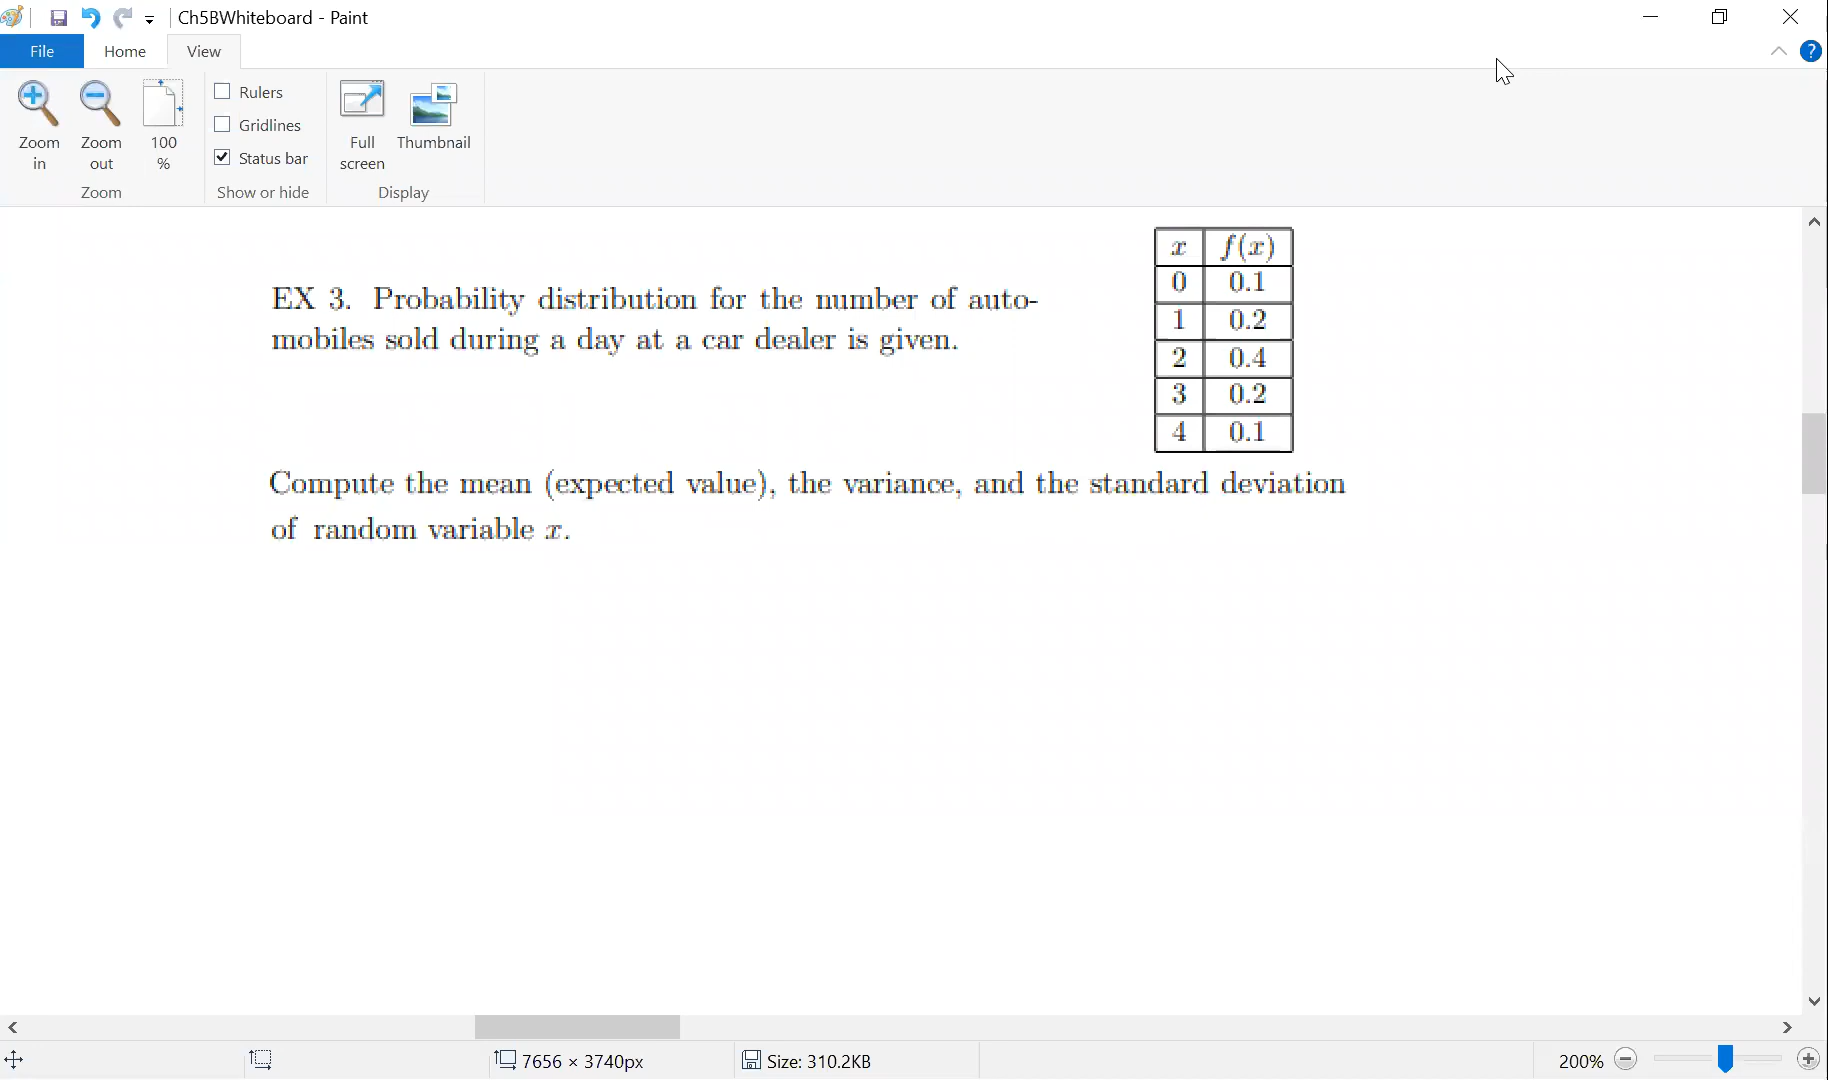 Ch5BWhiteboard - Paint
File Home View
Rulers
Gridlines
Status bar
Zoom in
Zoom out
100 %
Full screen
Thumbnail
Zoom
Show or hide
Display
EX 3. Probability distribution for the number of auto-
mobiles sold during a day at a car dealer is given.
x f(x)
0 0.1
1 0.2
2 0.4
3 0.2
4 0.1
Compute the mean (expected value), the variance, and the standard deviation
of random variable x.
7656 × 3740px
Size: 310.2KB
200%